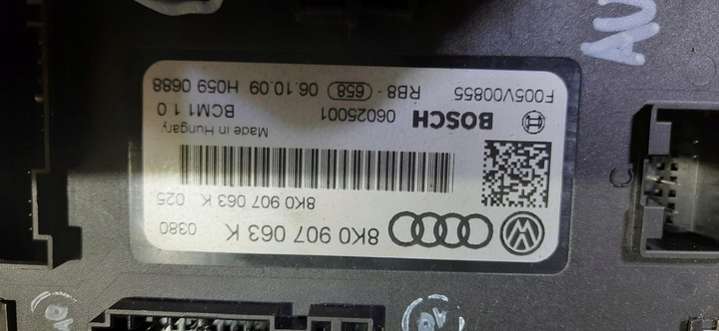 8K0 907 063 K 0380
8K0 907 063 K 025
Made in Hungary
BOSCH 06025001 BCM1 1.0
F005V00855 RB8- 658 06.10.09 H059 0688